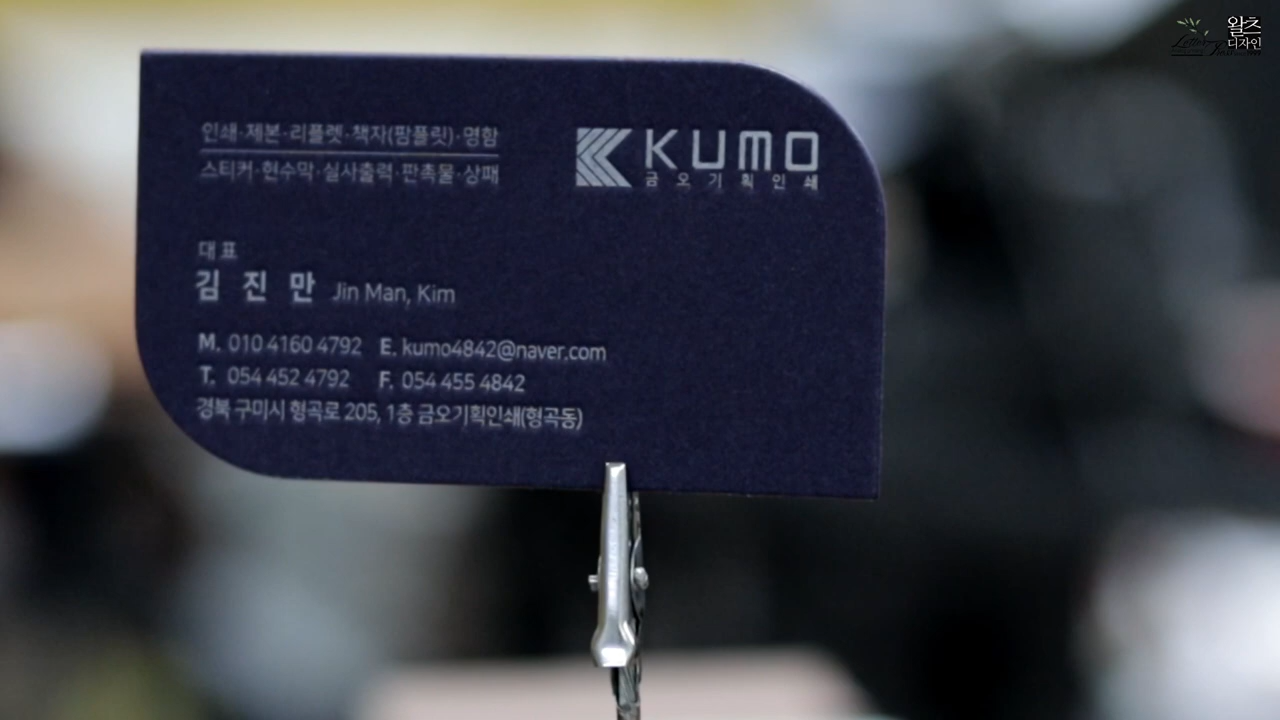 인쇄·제본·리플렛·책자(팜플릿)·명함
스티커·현수막·실사출력·판촉물·상패
KUMO
금오기획인쇄
대표
김진만 Jin Man, Kim
M. 010 4160 4792 E. kumo4842@naver.com
T. 054 452 4792 F. 054 455 4842
경북 구미시 형곡로 205, 1층 금오기획인쇄(형곡동)
왈츠
디자인